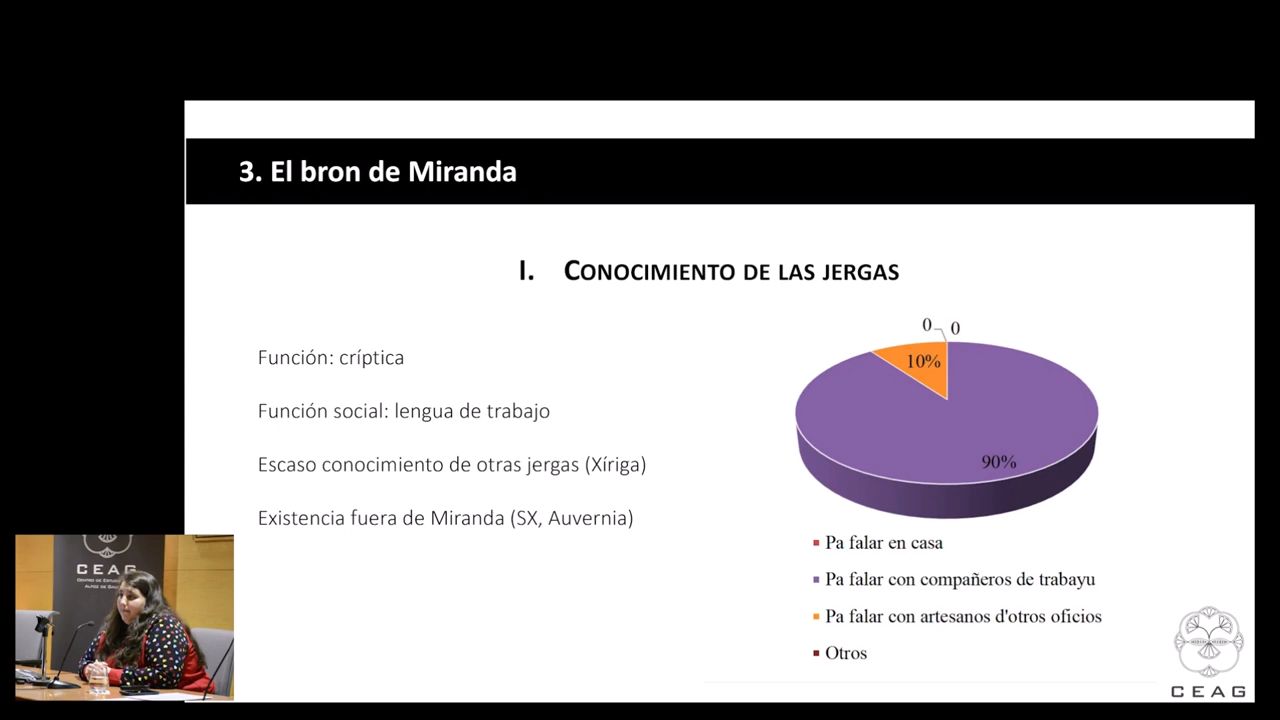 3. El bron de Miranda
I. CONOCIMIENTO DE LAS JERGAS
Función: críptica
Función social: lengua de trabajo
Escaso conocimiento de otras jergas (Xíriga)
Existencia fuera de Miranda (SX, Auvernia)
0 0
10%
90%
Pa falar en casa
Pa falar con compañeros de trabayu
Pa falar con artesanos d'otros oficios
Otros
CEAG
CEAG